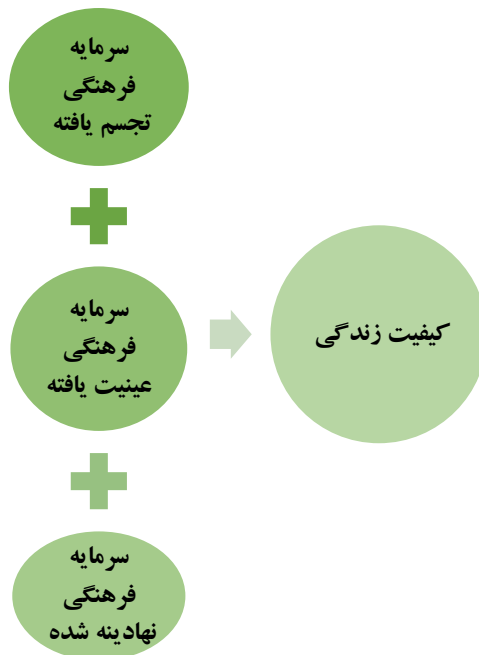 سرمایه
فرهنگی
تجسم یافته
سرمایه
فرهنگی
عینیت یافته
کیفیت زندگی
سرمایه
فرهنگی
نهادینه شده